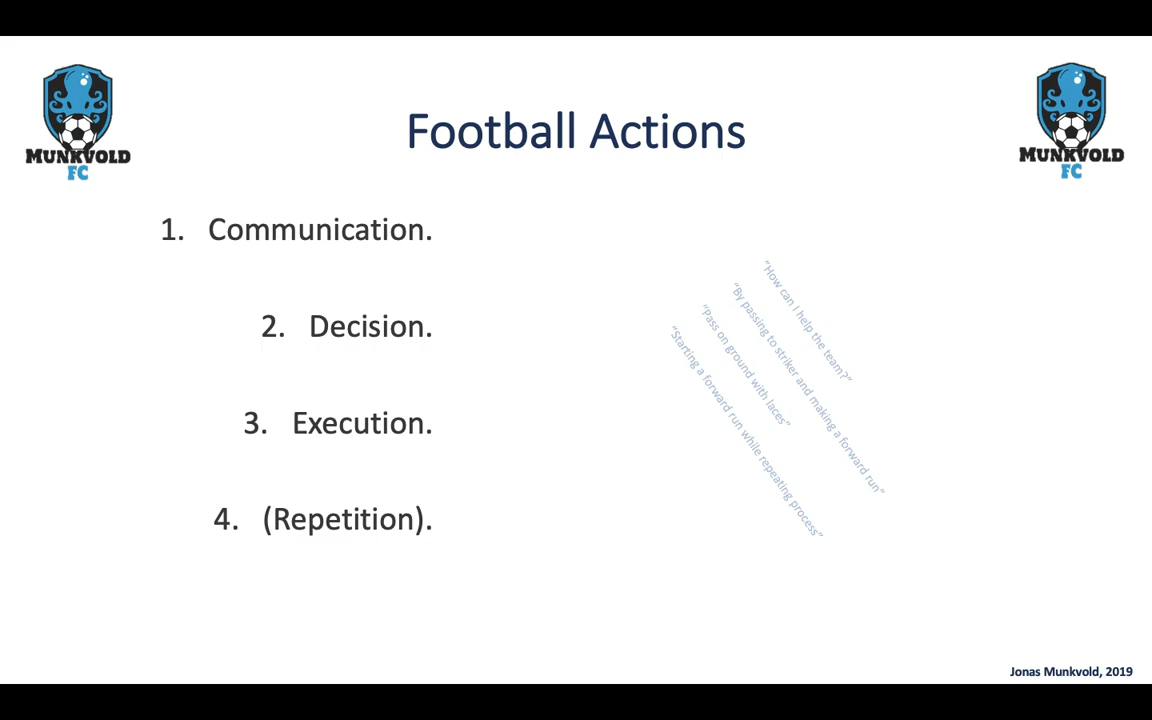 MUNKVOLD
FC
MUNKVOLD
FC
Football Actions
1. Communication.
2. Decision.
3. Execution.
4. (Repetition).
"How can I help the team?"
"By passing to striker and making a forward run"
"Pass on ground with laces"
"Starting a forward run while repeating process"
Jonas Munkvold, 2019